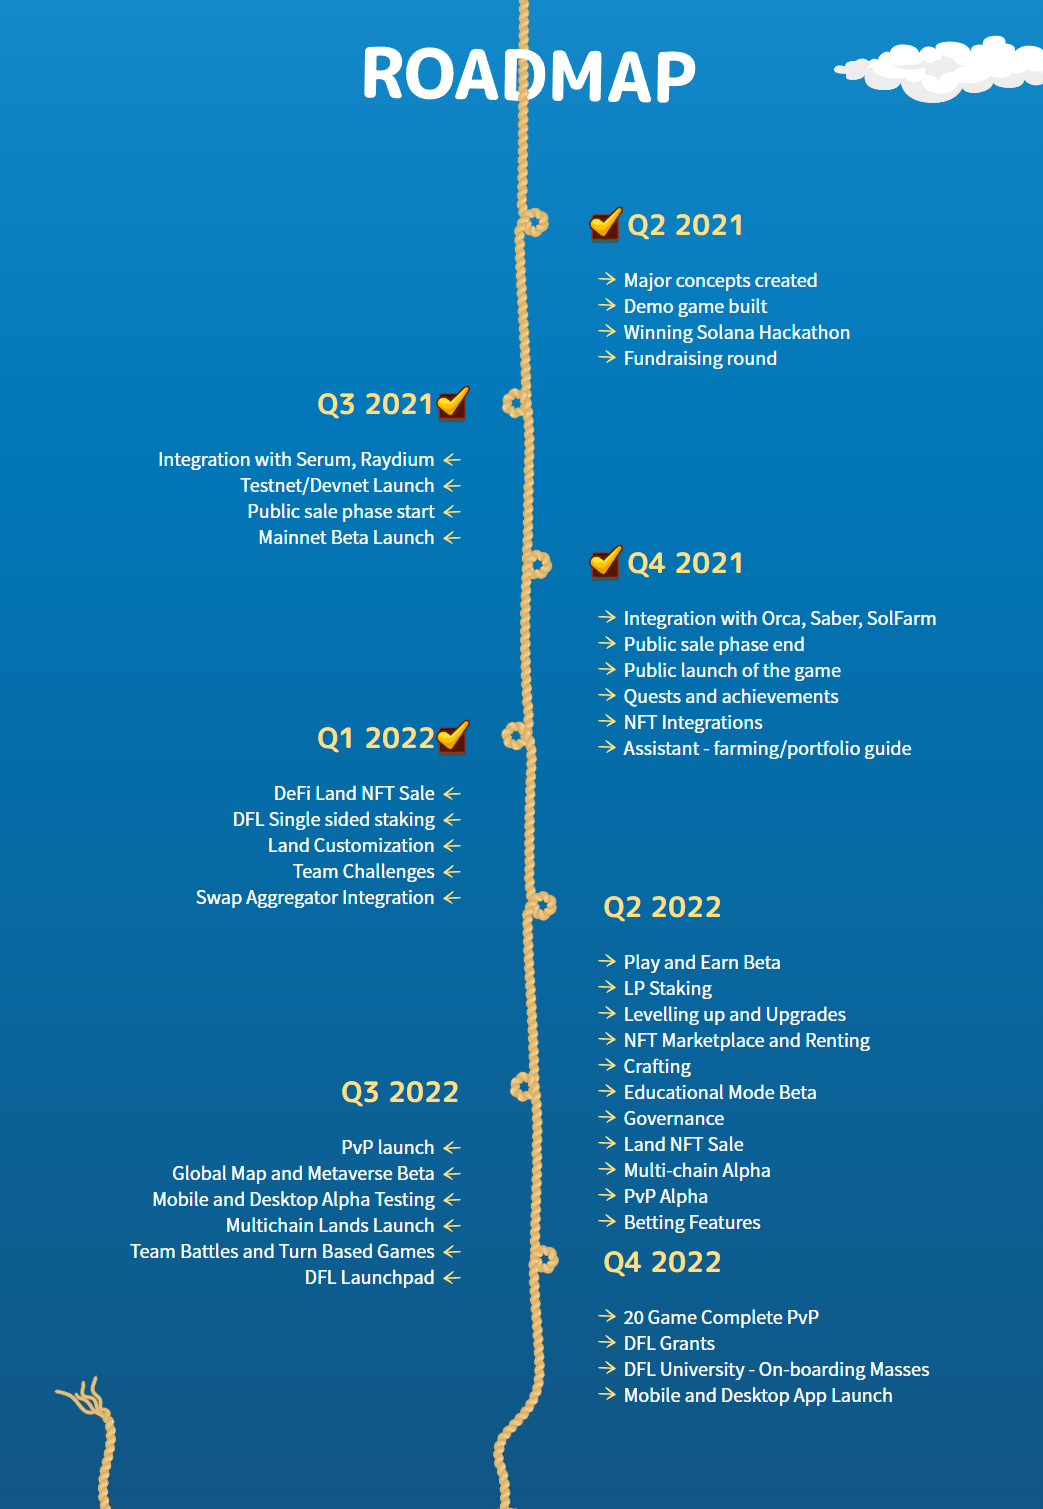 ROADMAP
Q2 2021
Major concepts created
Demo game built
Winning Solana Hackathon
Fundraising round
Q3 2021
Integration with Serum, Raydium
Testnet/Devnet Launch
Public sale phase start
Mainnet Beta Launch
Q4 2021
Integration with Orca, Saber, SolFarm
Public sale phase end
Public launch of the game
Quests and achievements
NFT Integrations
Assistant - farming/portfolio guide
Q1 2022
DeFi Land NFT Sale
DFL Single sided staking
Land Customization
Team Challenges
Swap Aggregator Integration
Q2 2022
Play and Earn Beta
LP Staking
Levelling up and Upgrades
NFT Marketplace and Renting
Crafting
Educational Mode Beta
Governance
Land NFT Sale
Multi-chain Alpha
PvP Alpha
Betting Features
Q3 2022
PvP launch
Global Map and Metaverse Beta
Mobile and Desktop Alpha Testing
Multichain Lands Launch
Team Battles and Turn Based Games
DFL Launchpad
Q4 2022
20 Game Complete PvP
DFL Grants
DFL University - On-boarding Masses
Mobile and Desktop App Launch